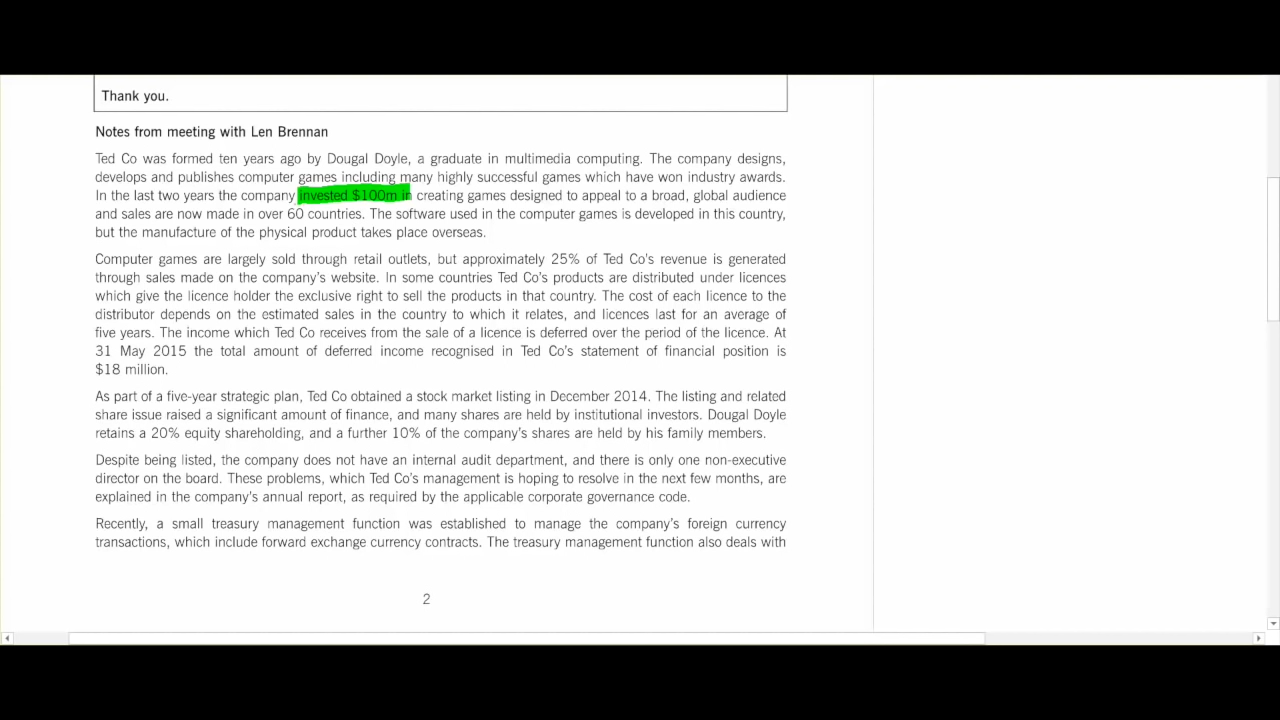 Thank you.
Notes from meeting with Len Brennan
Ted Co was formed ten years ago by Dougal Doyle, a graduate in multimedia computing. The company designs,
develops and publishes computer games including many highly successful games which have won industry awards.
In the last two years the company invested $100m in creating games designed to appeal to a broad, global audience
and sales are now made in over 60 countries. The software used in the computer games is developed in this country,
but the manufacture of the physical product takes place overseas.
Computer games are largely sold through retail outlets, but approximately 25% of Ted Co's revenue is generated
through sales made on the company's website. In some countries Ted Co's products are distributed under licences
which give the licence holder the exclusive right to sell the products in that country. The cost of each licence to the
distributor depends on the estimated sales in the country to which it relates, and licences last for an average of
five years. The income which Ted Co receives from the sale of a licence is deferred over the period of the licence. At
31 May 2015 the total amount of deferred income recognised in Ted Co's statement of financial position is
$18 million.
As part of a five-year strategic plan, Ted Co obtained a stock market listing in December 2014. The listing and related
share issue raised a significant amount of finance, and many shares are held by institutional investors. Dougal Doyle
retains a 20% equity shareholding, and a further 10% of the company's shares are held by his family members.
Despite being listed, the company does not have an internal audit department, and there is only one non-executive
director on the board. These problems, which Ted Co's management is hoping to resolve in the next few months, are
explained in the company's annual report, as required by the applicable corporate governance code.
Recently, a small treasury management function was established to manage the company's foreign currency
transactions, which include forward exchange currency contracts. The treasury management function also deals with
2